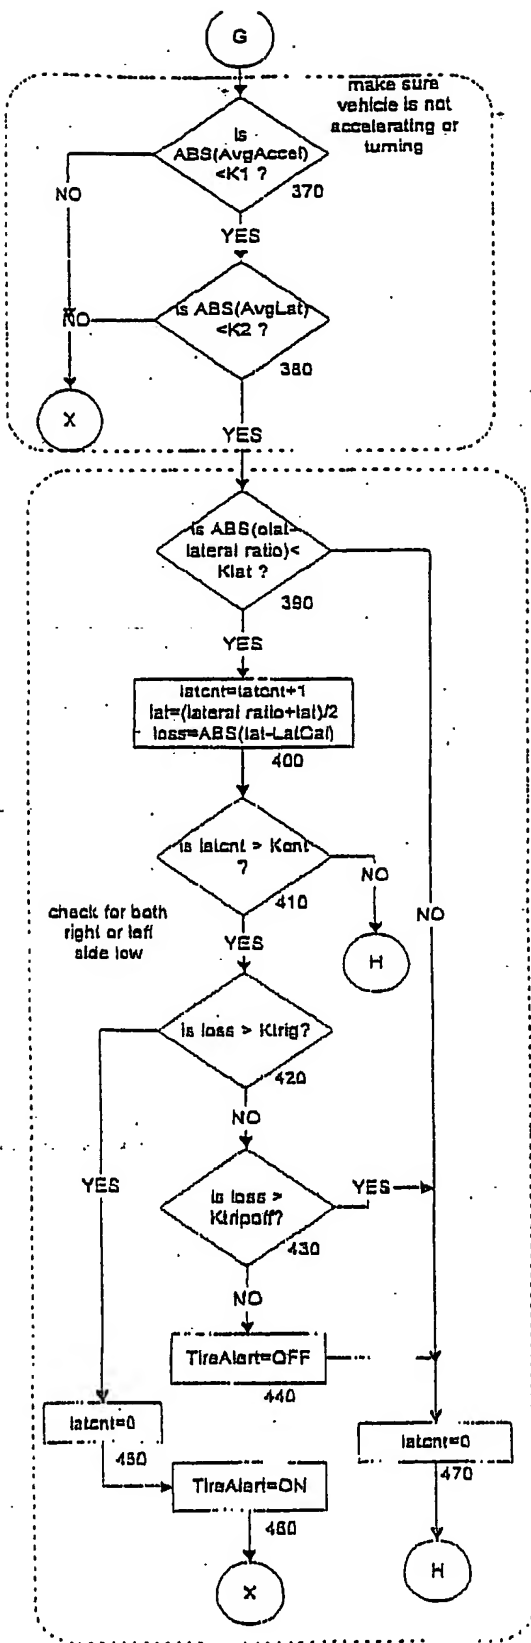 G
make sure
vehicle is not
accelerating or
turning
Is
ABS(AvgAccel)
<K1 ?
370
NO
YES
Is ABS(AvgLat)
<K2 ?
NO
380
X
YES
Is ABS(olat-
lateral ratio)<
Klat ?
390
YES
latcnt=latcnt+1
lat=(lateral ratio+lat)/2
loss=ABS(lat-LatCal)
400
Is latcnt > Kcnt
?
NO
410
NO
check for both
right or left
side low
YES
H
Is loss > Ktrig?
420
NO
YES
YES
Is loss >
Ktripoff?
430
NO
TireAlert=OFF
440
latcnt=0
450
latcnt=0
470
TireAlert=ON
460
X
H